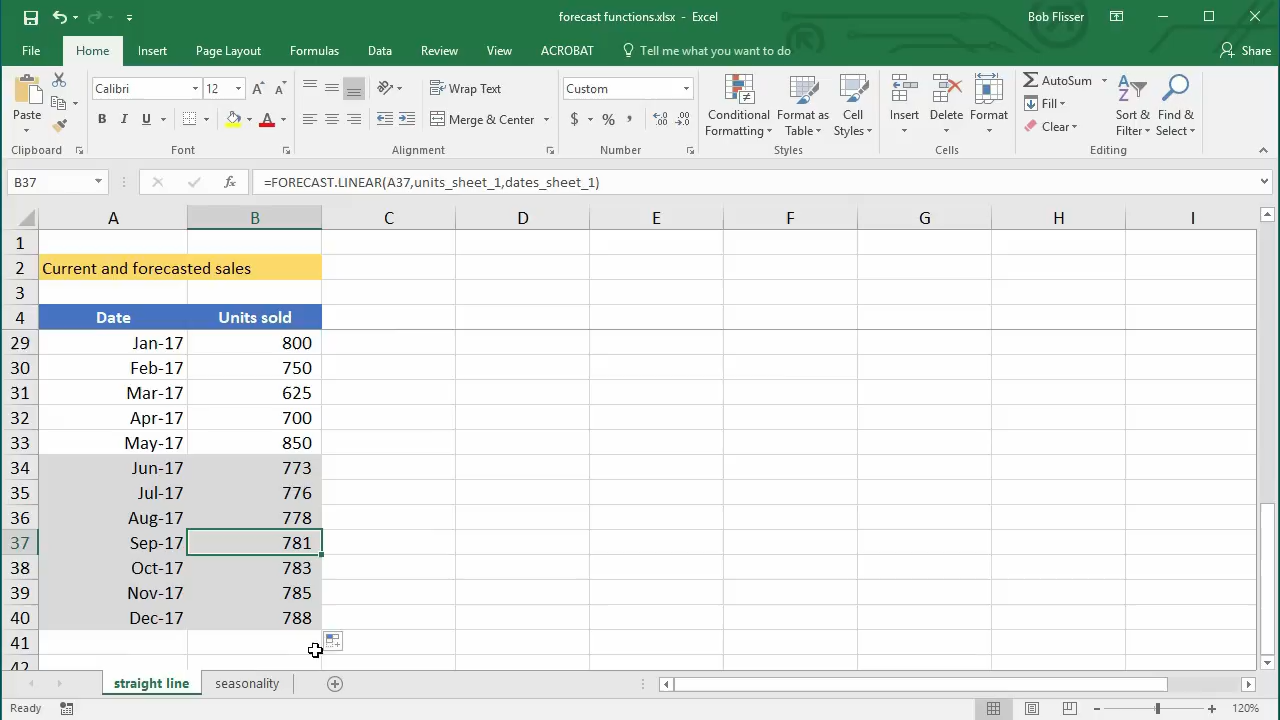 forecast functions.xlsx - Excel
Bob Flisser
File Home Insert Page Layout Formulas Data Review View ACROBAT Tell me what you want to do Share
Paste
Clipboard
Calibri 12
B I U
Font
Wrap Text
Merge & Center
Alignment
Custom
$ % ,
Number
Conditional Formatting
Format as Table
Cell Styles
Styles
Insert
Delete
Format
Cells
AutoSum
Fill
Clear
Sort & Filter
Find & Select
Editing
B37 fx =FORECAST.LINEAR(A37,units_sheet_1,dates_sheet_1)
A B C D E F G H I
1
2 Current and forecasted sales
3
4 Date Units sold
29 Jan-17 800
30 Feb-17 750
31 Mar-17 625
32 Apr-17 700
33 May-17 850
34 Jun-17 773
35 Jul-17 776
36 Aug-17 778
37 Sep-17 781
38 Oct-17 783
39 Nov-17 785
40 Dec-17 788
41
42
straight line seasonality
Ready 120%